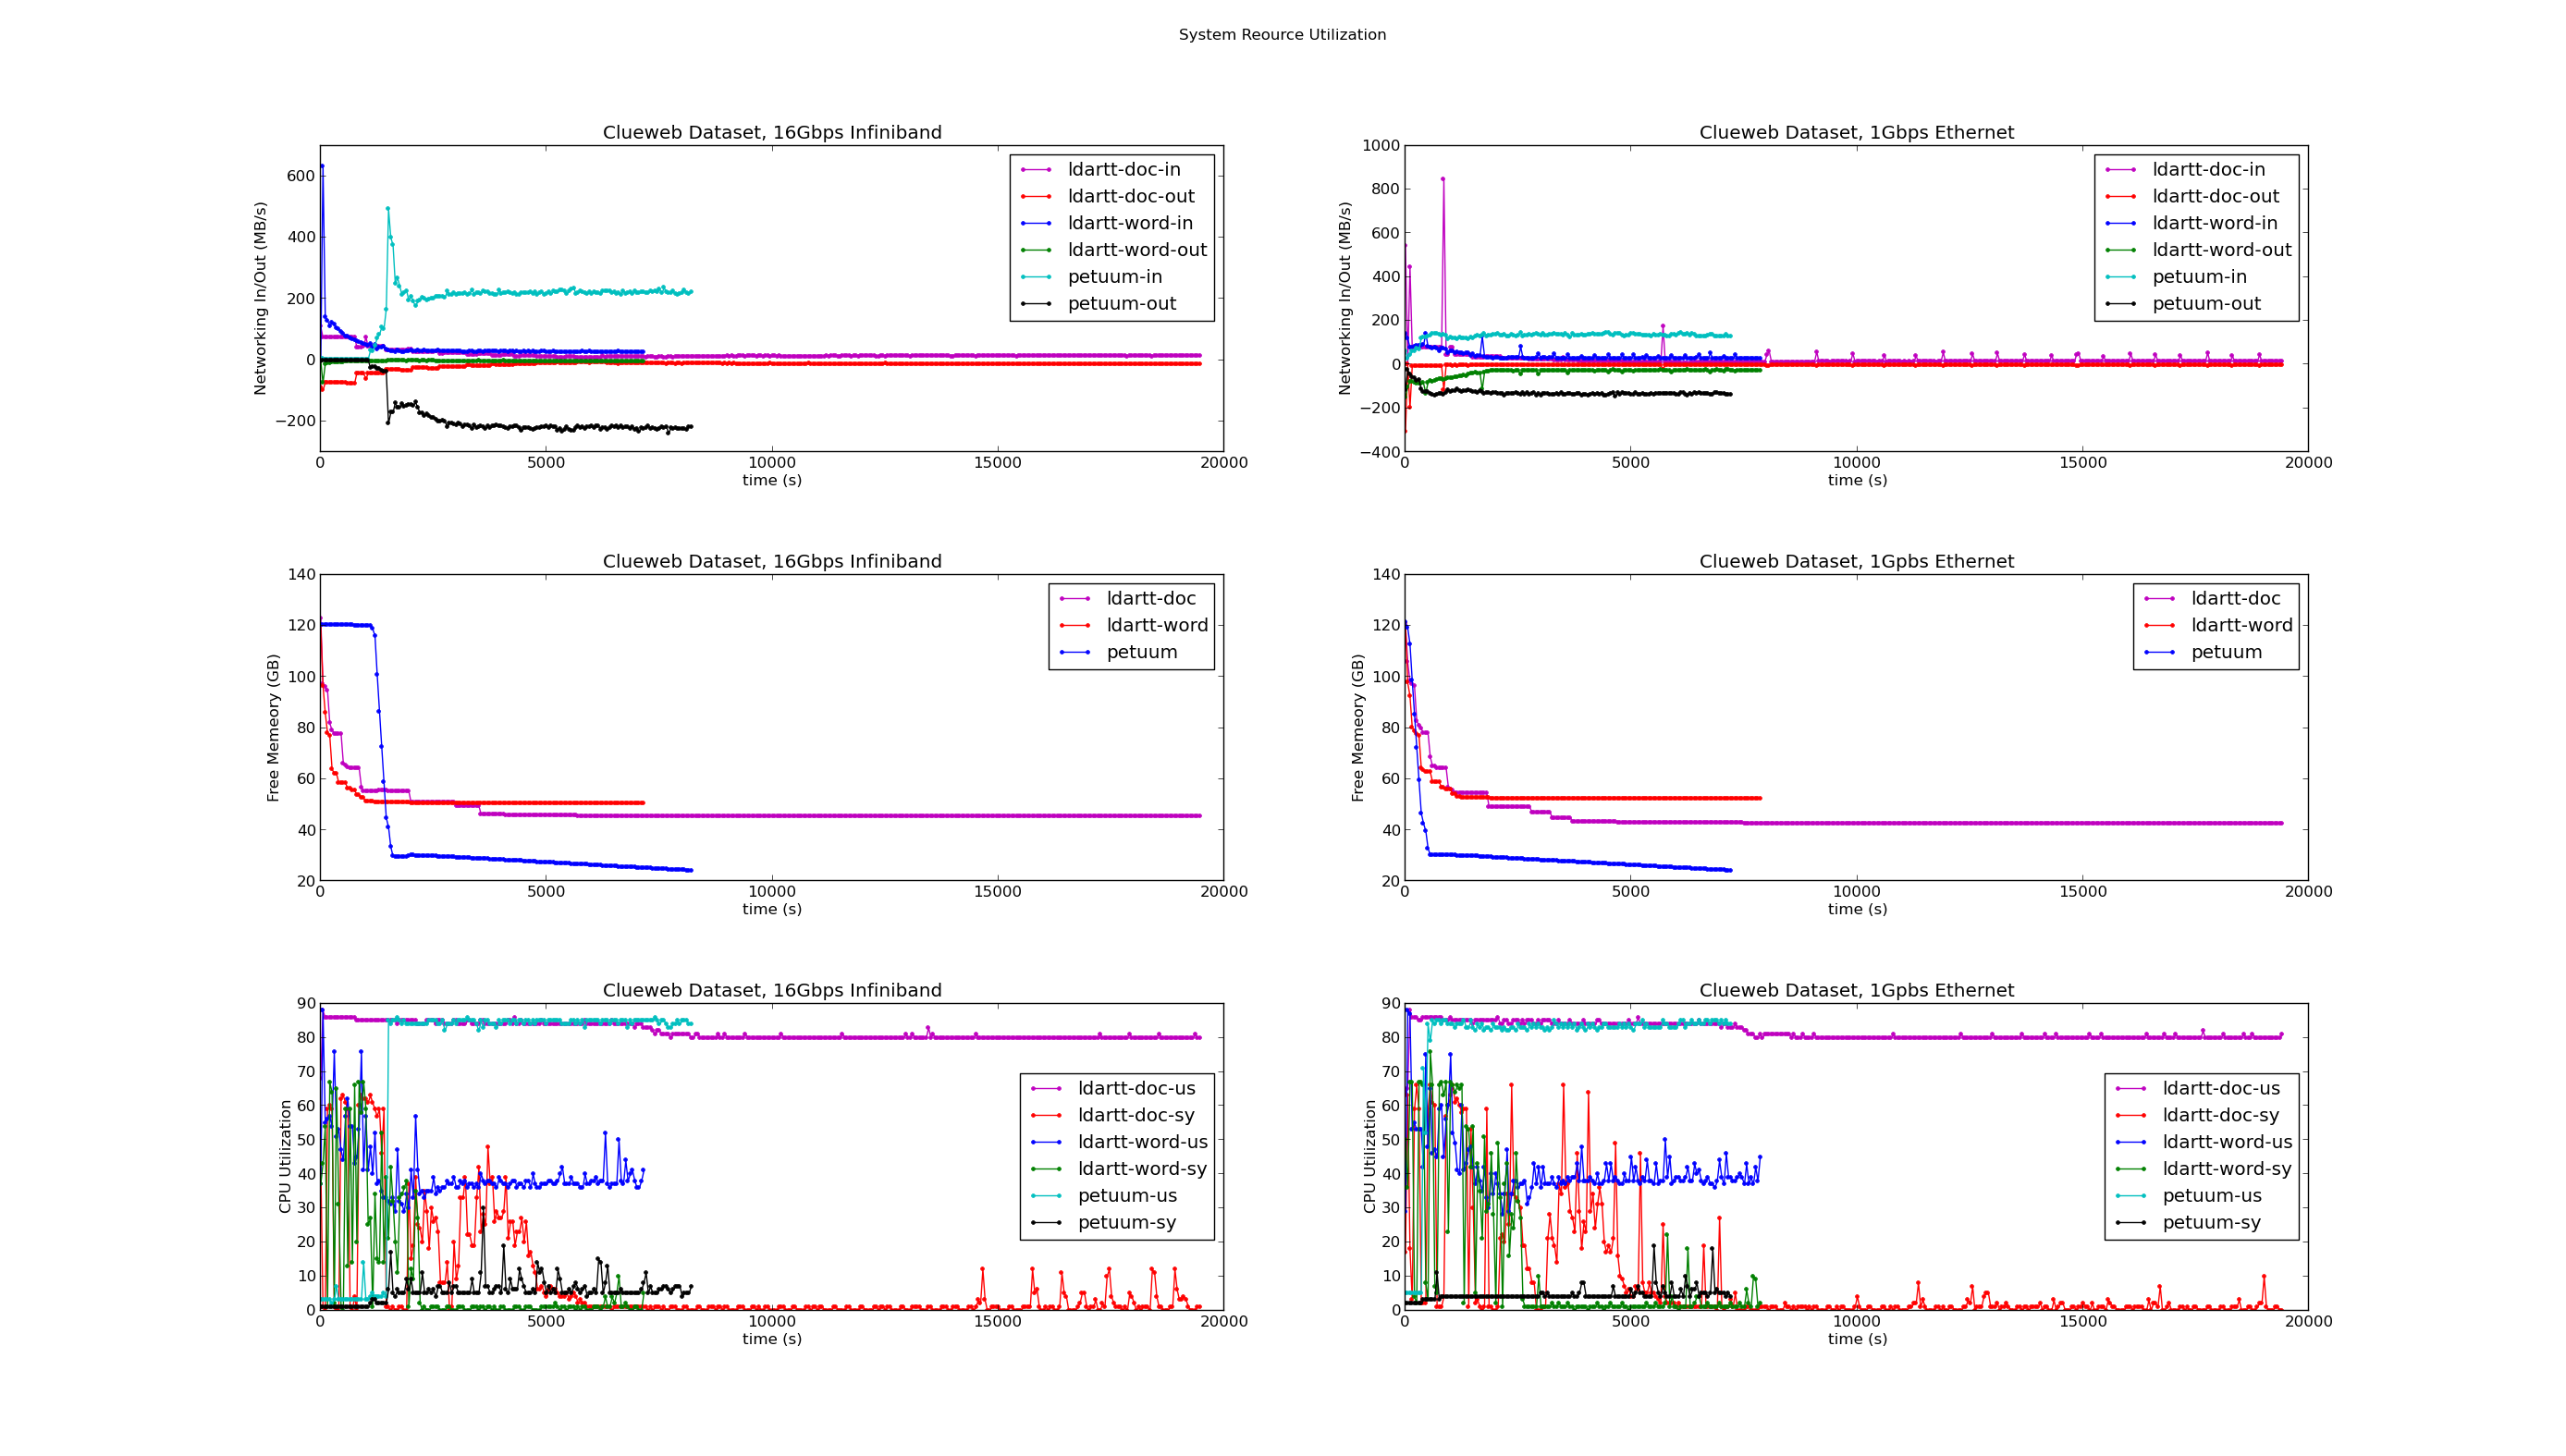 System Reource Utilization
Clueweb Dataset, 16Gbps Infiniband
Networking In/Out (MB/s)
600
400
200
0
−200
0 5000 10000 15000 20000
time (s)
ldartt-doc-in
ldartt-doc-out
ldartt-word-in
ldartt-word-out
petuum-in
petuum-out
Clueweb Dataset, 1Gbps Ethernet
Networking In/Out (MB/s)
1000
800
600
400
200
0
−200
−400
0 5000 10000 15000 20000
time (s)
ldartt-doc-in
ldartt-doc-out
ldartt-word-in
ldartt-word-out
petuum-in
petuum-out
Clueweb Dataset, 16Gbps Infiniband
Free Memeory (GB)
140
120
100
80
60
40
20
0 5000 10000 15000 20000
time (s)
ldartt-doc
ldartt-word
petuum
Clueweb Dataset, 1Gpbs Ethernet
Free Memeory (GB)
140
120
100
80
60
40
20
0 5000 10000 15000 20000
time (s)
ldartt-doc
ldartt-word
petuum
Clueweb Dataset, 16Gbps Infiniband
CPU Utilization
90
80
70
60
50
40
30
20
10
0
0 5000 10000 15000 20000
time (s)
ldartt-doc-us
ldartt-doc-sy
ldartt-word-us
ldartt-word-sy
petuum-us
petuum-sy
Clueweb Dataset, 1Gpbs Ethernet
CPU Utilization
90
80
70
60
50
40
30
20
10
0
0 5000 10000 15000 20000
time (s)
ldartt-doc-us
ldartt-doc-sy
ldartt-word-us
ldartt-word-sy
petuum-us
petuum-sy